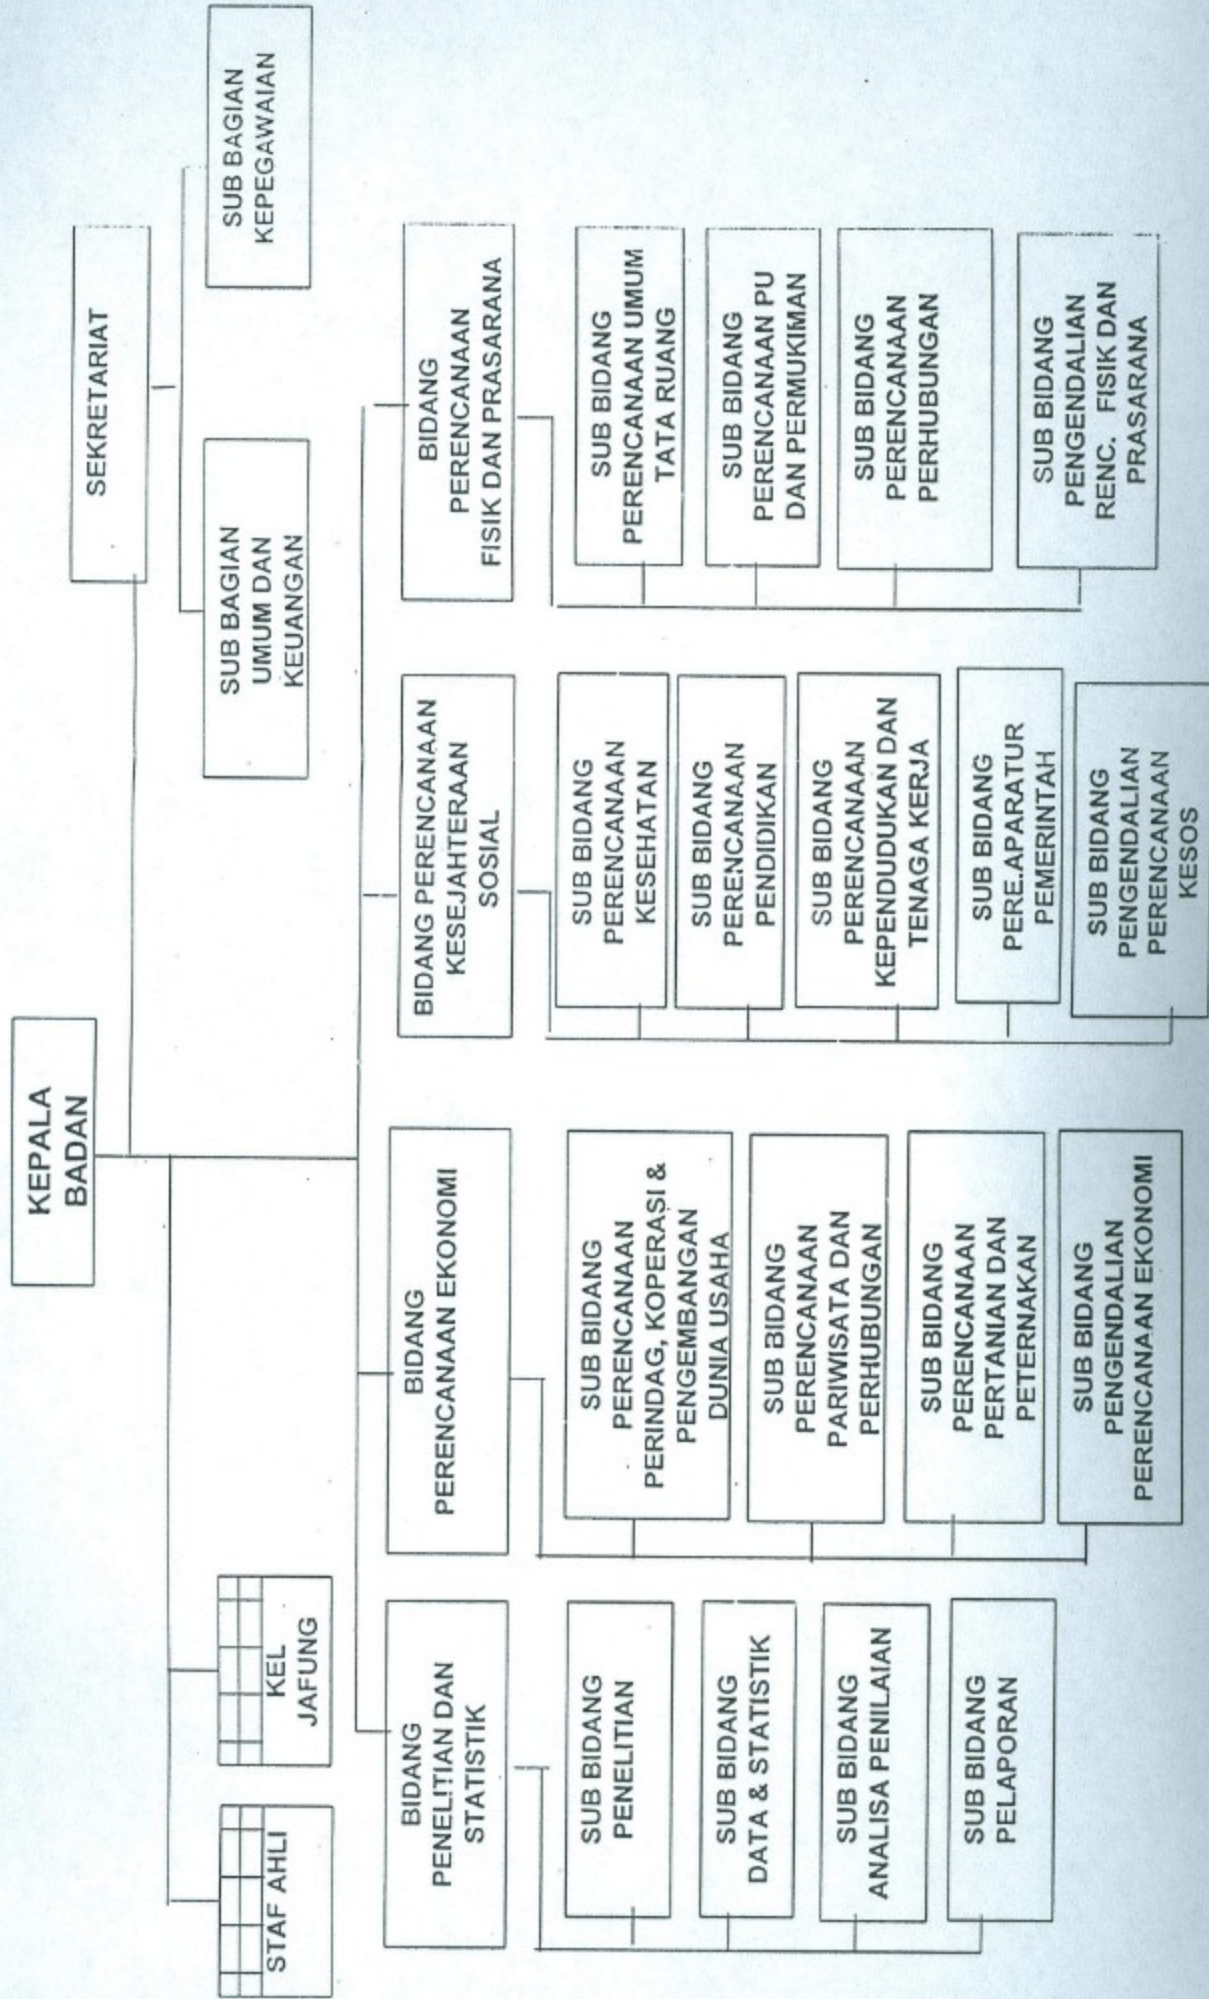 KEPALA
BADAN
SEKRETARIAT
SUB BAGIAN
UMUM DAN
KEUANGAN
SUB BAGIAN
KEPEGAWAIAN
STAF AHLI
KEL
JAFUNG
BIDANG
PENELITIAN DAN
STATISTIK
SUB BIDANG
PENELITIAN
SUB BIDANG
DATA & STATISTIK
SUB BIDANG
ANALISA PENILAIAN
SUB BIDANG
PELAPORAN
BIDANG
PERENCANAAN EKONOMI
SUB BIDANG
PERENCANAAN
PERINDAG, KOPERASI &
PENGEMBANGAN
DUNIA USAHA
SUB BIDANG
PERENCANAAN
PARIWISATA DAN
PERHUBUNGAN
SUB BIDANG
PERENCANAAN
PERTANIAN DAN
PETERNAKAN
SUB BIDANG
PENGENDALIAN
PERENCANAAN EKONOMI
BIDANG PERENCANAAN
KESEJAHTERAAN
SOSIAL
SUB BIDANG
PERENCANAAN
KESEHATAN
SUB BIDANG
PERENCANAAN
PENDIDIKAN
SUB BIDANG
PERENCANAAN
KEPENDUDUKAN DAN
TENAGA KERJA
SUB BIDANG
PERE.APARATUR
PEMERINTAH
SUB BIDANG
PENGENDALIAN
PERENCANAAN
KESOS
BIDANG
PERENCANAAN
FISIK DAN PRASARANA
SUB BIDANG
PERENCANAAN UMUM
TATA RUANG
SUB BIDANG
PERENCANAAN PU
DAN PERMUKIMAN
SUB BIDANG
PERENCANAAN
PERHUBUNGAN
SUB BIDANG
PENGENDALIAN
RENC. FISIK DAN
PRASARANA